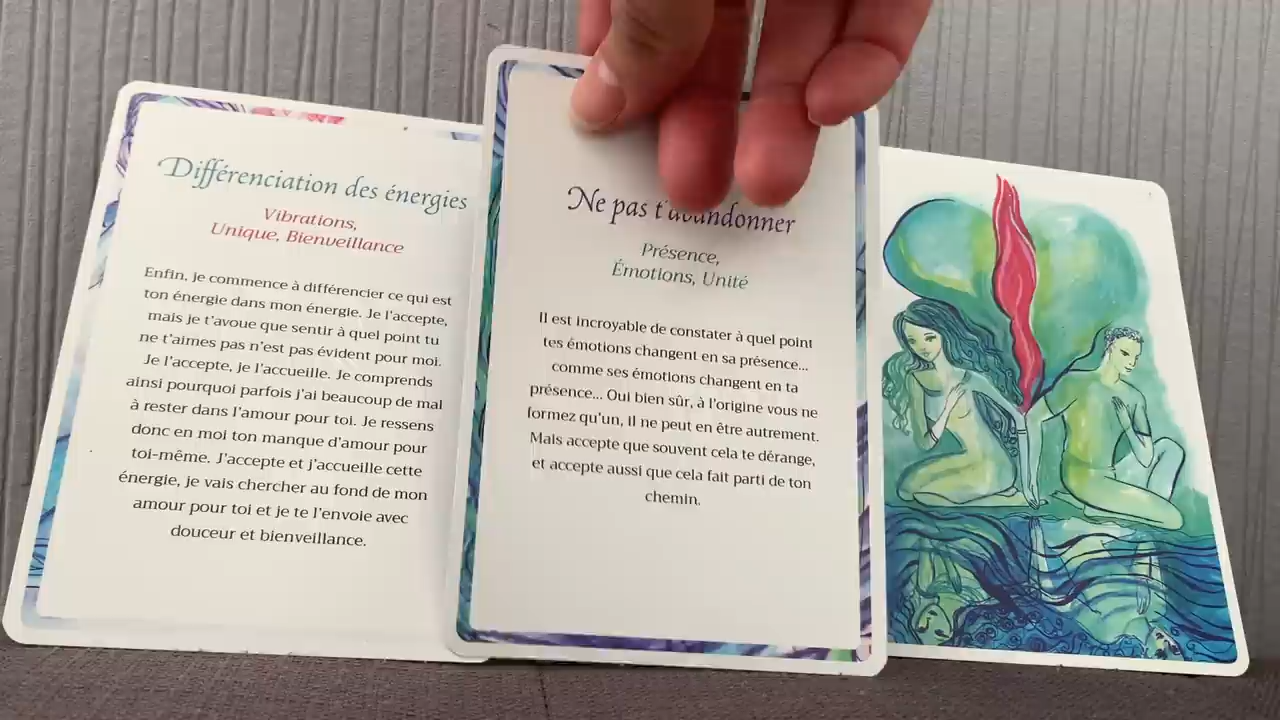 Différenciation des énergies
Vibrations,
Unique, Bienveillance
Enfin, je commence à différencier ce qui est
ton énergie dans mon énergie. Je l'accepte,
mais je t'avoue que sentir à quel point tu
ne t'aimes pas n'est pas évident pour moi.
Je l'accepte, je l'accueille. Je comprends
ainsi pourquoi parfois j'ai beaucoup de mal
à rester dans l'amour pour toi. Je ressens
donc en moi ton manque d'amour pour
toi-même. J'accepte et j'accueille cette
énergie, je vais chercher au fond de mon
amour pour toi et je te l'envoie avec
douceur et bienveillance.
Ne pas t'abandonner
Présence,
Émotions, Unité
Il est incroyable de constater à quel point
tes émotions changent en sa présence...
comme ses émotions changent en ta
présence... Oui bien sûr, à l'origine vous ne
formez qu'un, il ne peut en être autrement.
Mais accepte que souvent cela te dérange,
et accepte aussi que cela fait parti de ton
chemin.